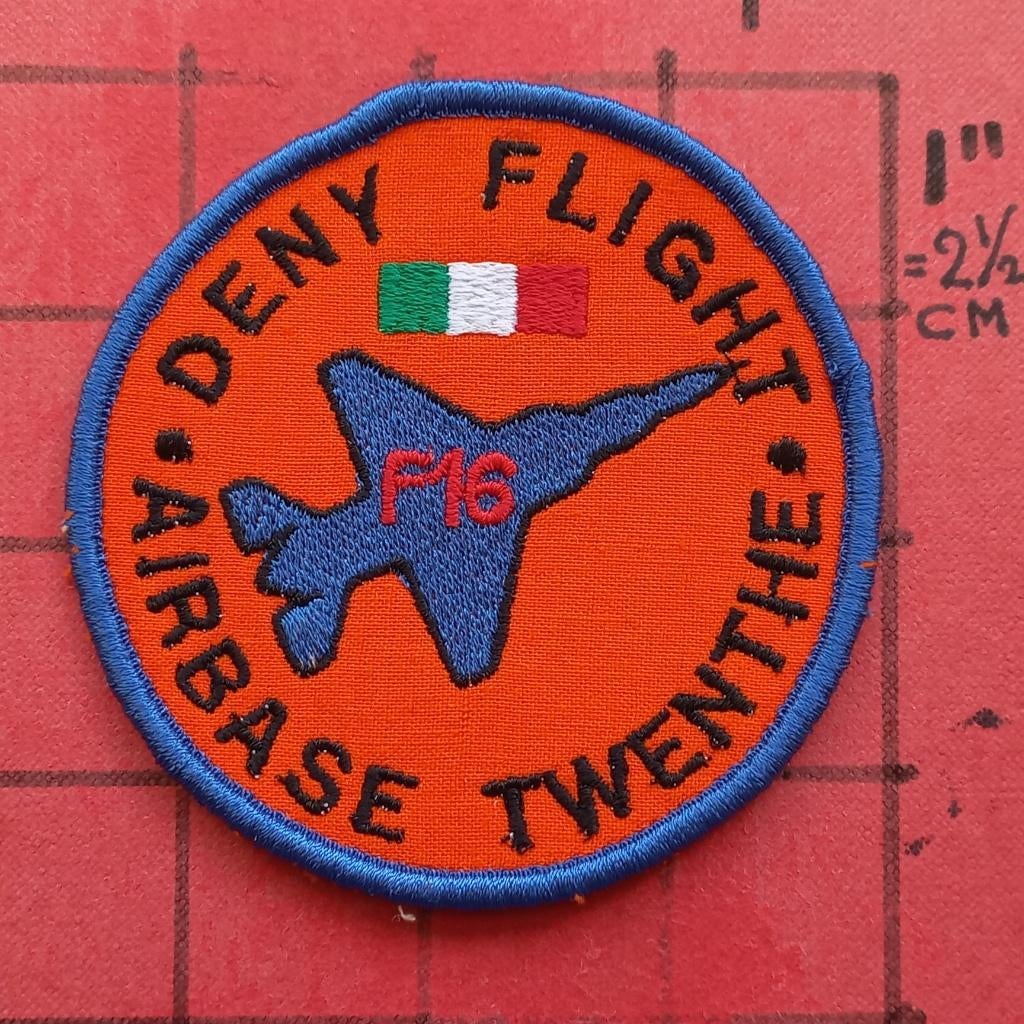 DENY FLIGHT
F16
AIRBASE TWENTHE
1"
=2½
CM